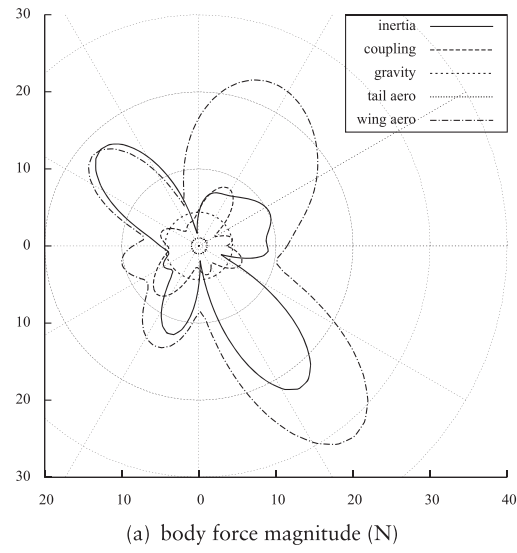 30
20
10
0
10
20
30
20 10 0 10 20 30 40
inertia
coupling
gravity
tail aero
wing aero
(a) body force magnitude (N)